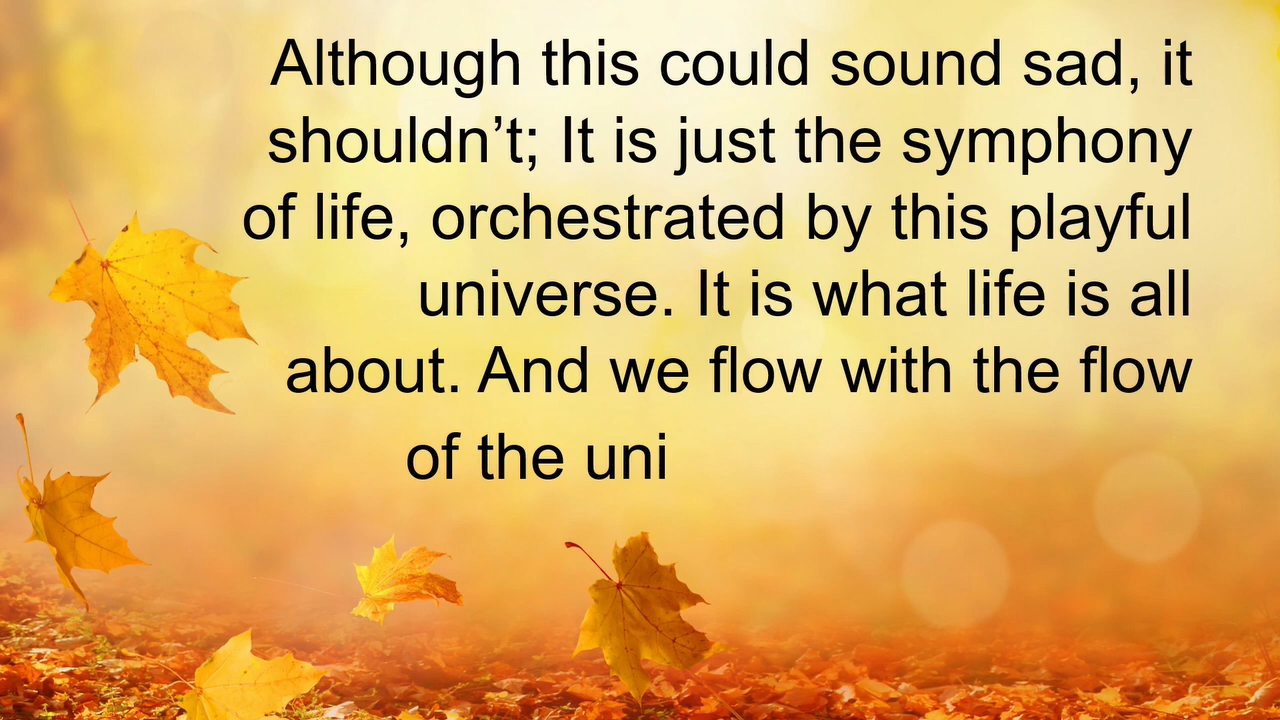 Although this could sound sad, it
shouldn’t; It is just the symphony
of life, orchestrated by this playful
universe. It is what life is all
about. And we flow with the flow
of the uni